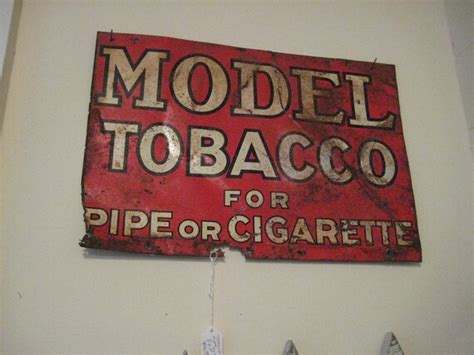 MODEL
TOBACCO
FOR
PIPE OR CIGARETTE